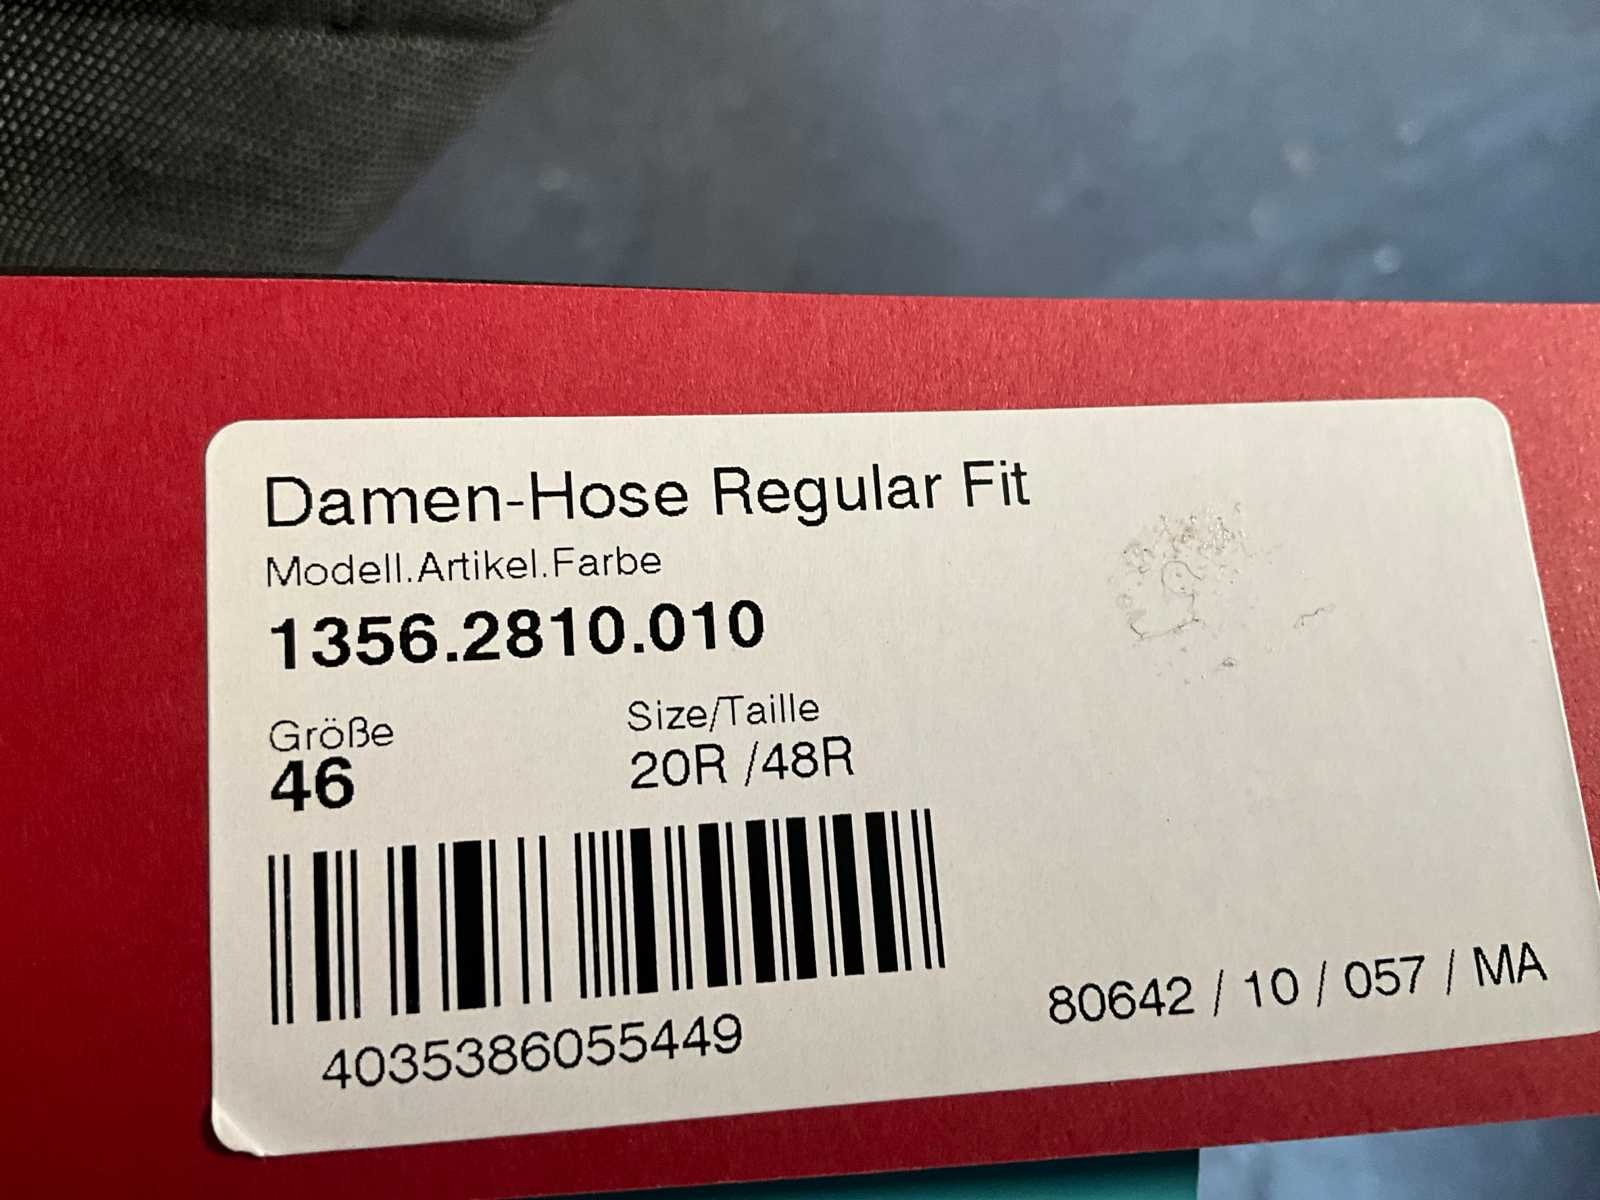 Damen-Hose Regular Fit
Modell.Artikel.Farbe
1356.2810.010
Größe Size/Taille
46 20R /48R
4035386055449
80642 / 10 / 057 / MA